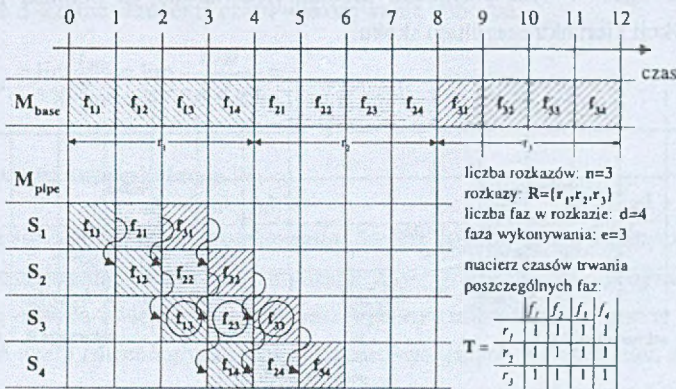 0 1 2 3 4 5 6 7 8 9 10 11 12
czas
M_base f11 f12 f13 f14 f21 f22 f23 f24 f31 f32 f33 f34
r1 r2 r3
M_pipe
S1 f11 f21 f31
S2 f12 f22 f32
S3 f13 f23 f33
S4 f14 f24 f34
liczba rozkazów: n=3
rozkazy: R={r1,r2,r3}
liczba faz w rozkazie: d=4
faza wykonywania: e=3
macierz czasów trwania
poszczególnych faz:
f1 f2 f3 f4
r1 1 1 1 1
T = r2 1 1 1 1
r3 1 1 1 1